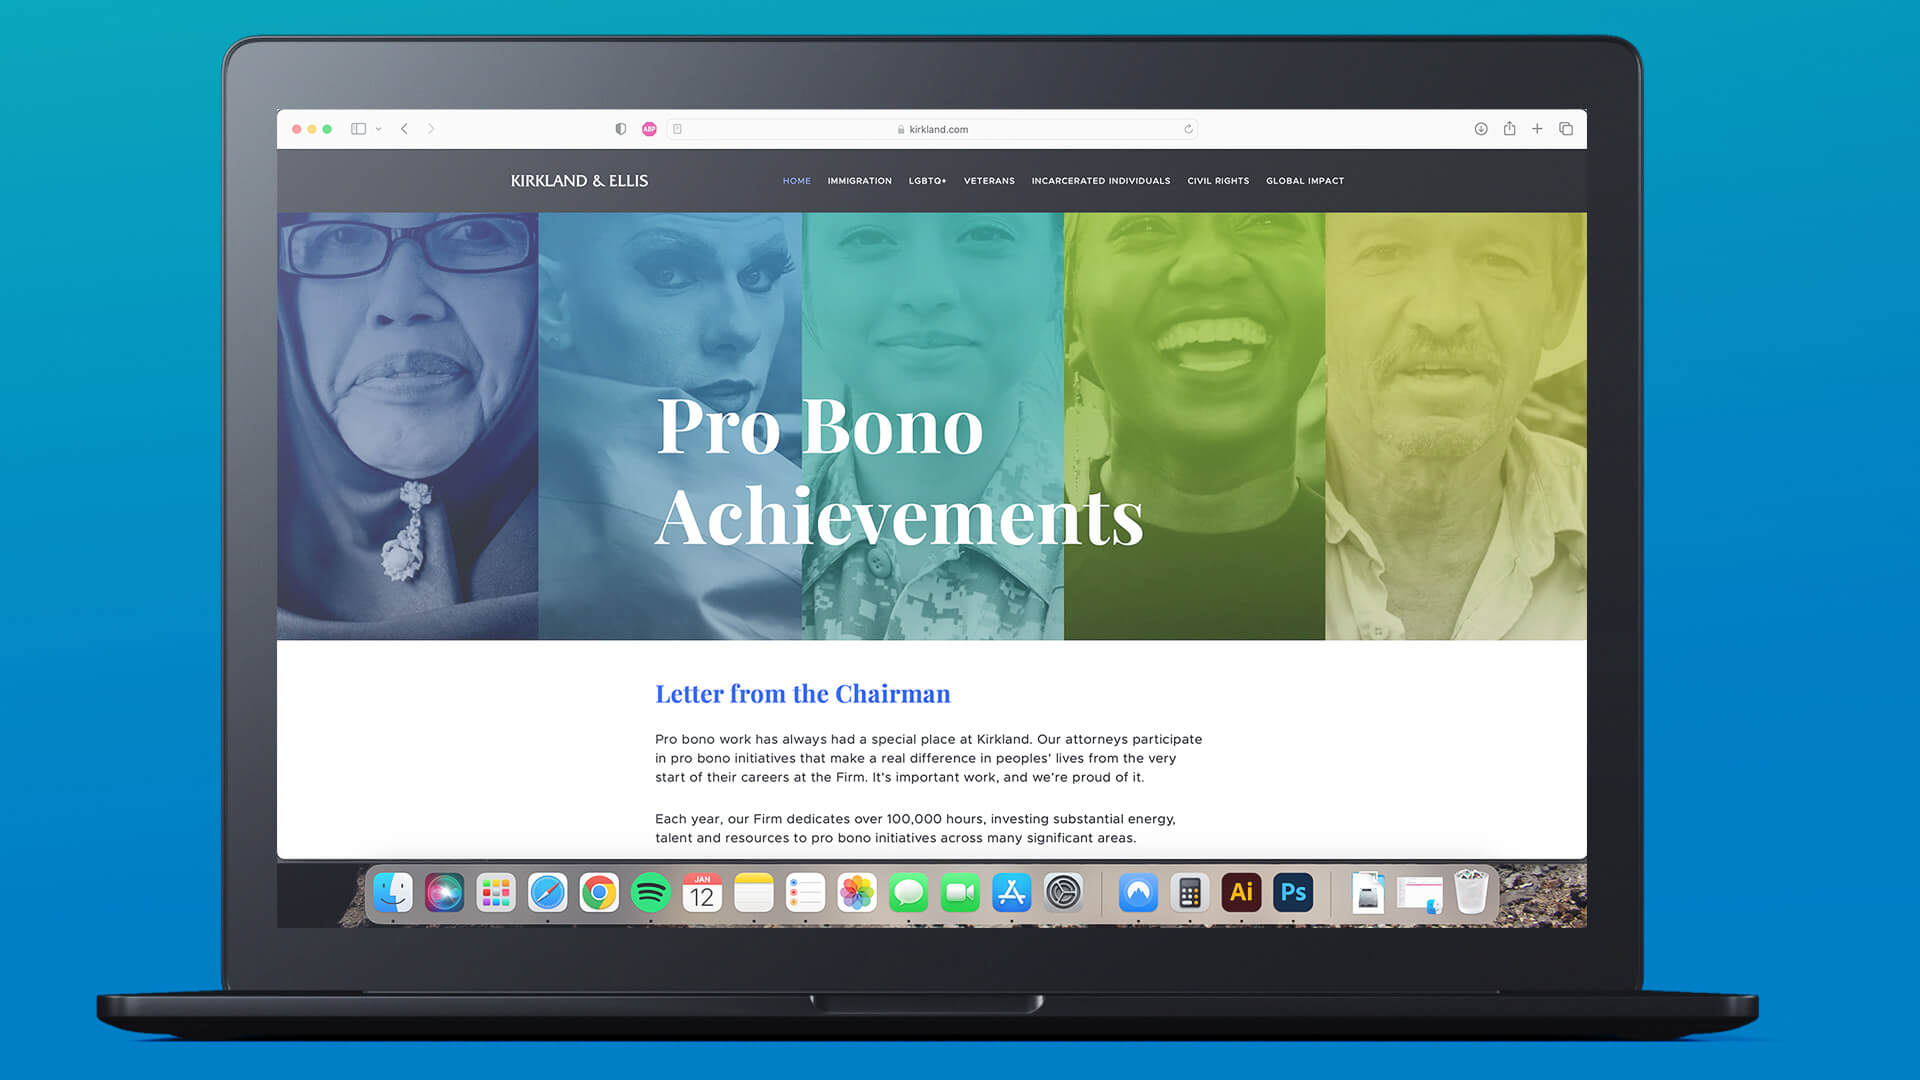 ABP
kirkland.com
KIRKLAND & ELLIS
HOME IMMIGRATION LGBTQ+ VETERANS INCARCERATED INDIVIDUALS CIVIL RIGHTS GLOBAL IMPACT
Pro Bono
Achievements
Letter from the Chairman
Pro bono work has always had a special place at Kirkland. Our attorneys participate
in pro bono initiatives that make a real difference in peoples' lives from the very
start of their careers at the Firm. It's important work, and we're proud of it.
Each year, our Firm dedicates over 100,000 hours, investing substantial energy,
talent and resources to pro bono initiatives across many significant areas.
JAN
12
Ai
Ps